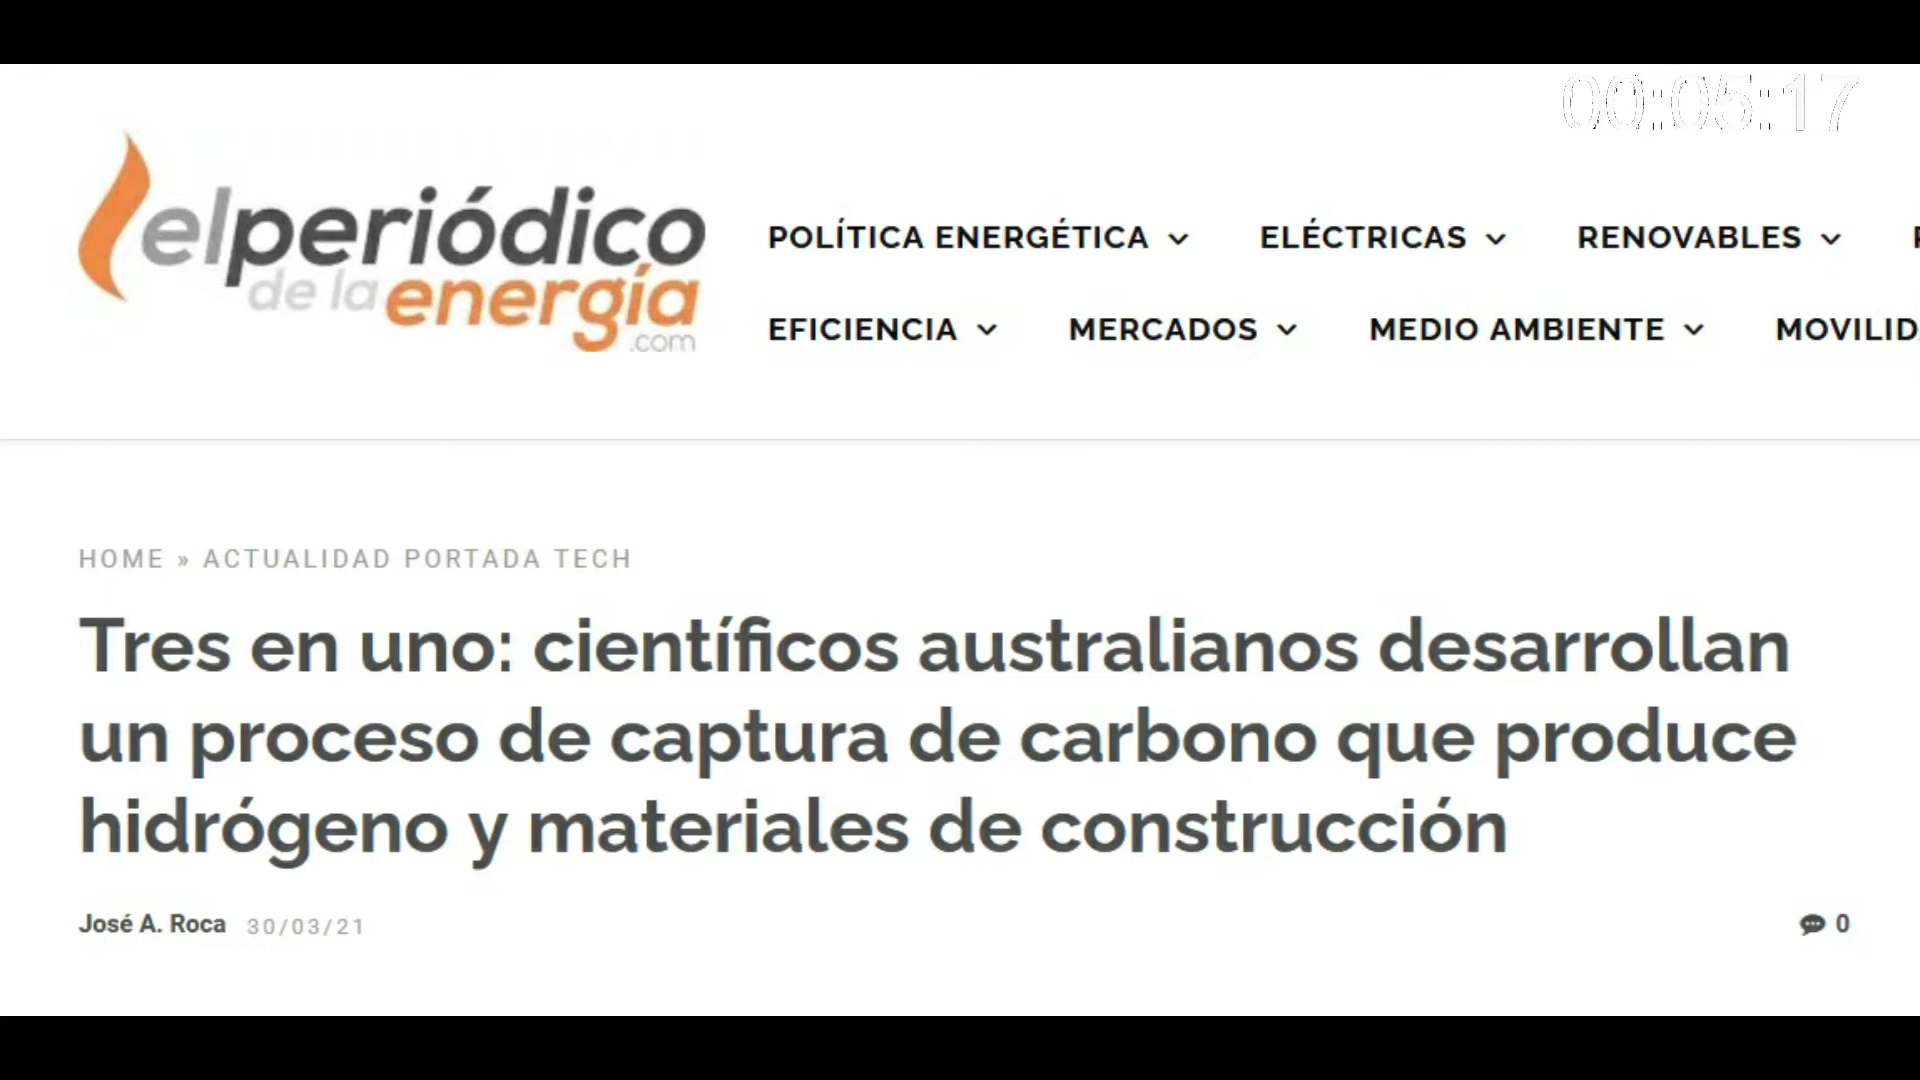 00:05:17
elperiódico
de la energía
.com
POLÍTICA ENERGÉTICA ELÉCTRICAS RENOVABLES
EFICIENCIA MERCADOS MEDIO AMBIENTE MOVILIDA
HOME » ACTUALIDAD PORTADA TECH
Tres en uno: científicos australianos desarrollan
un proceso de captura de carbono que produce
hidrógeno y materiales de construcción
José A. Roca 30/03/21
0